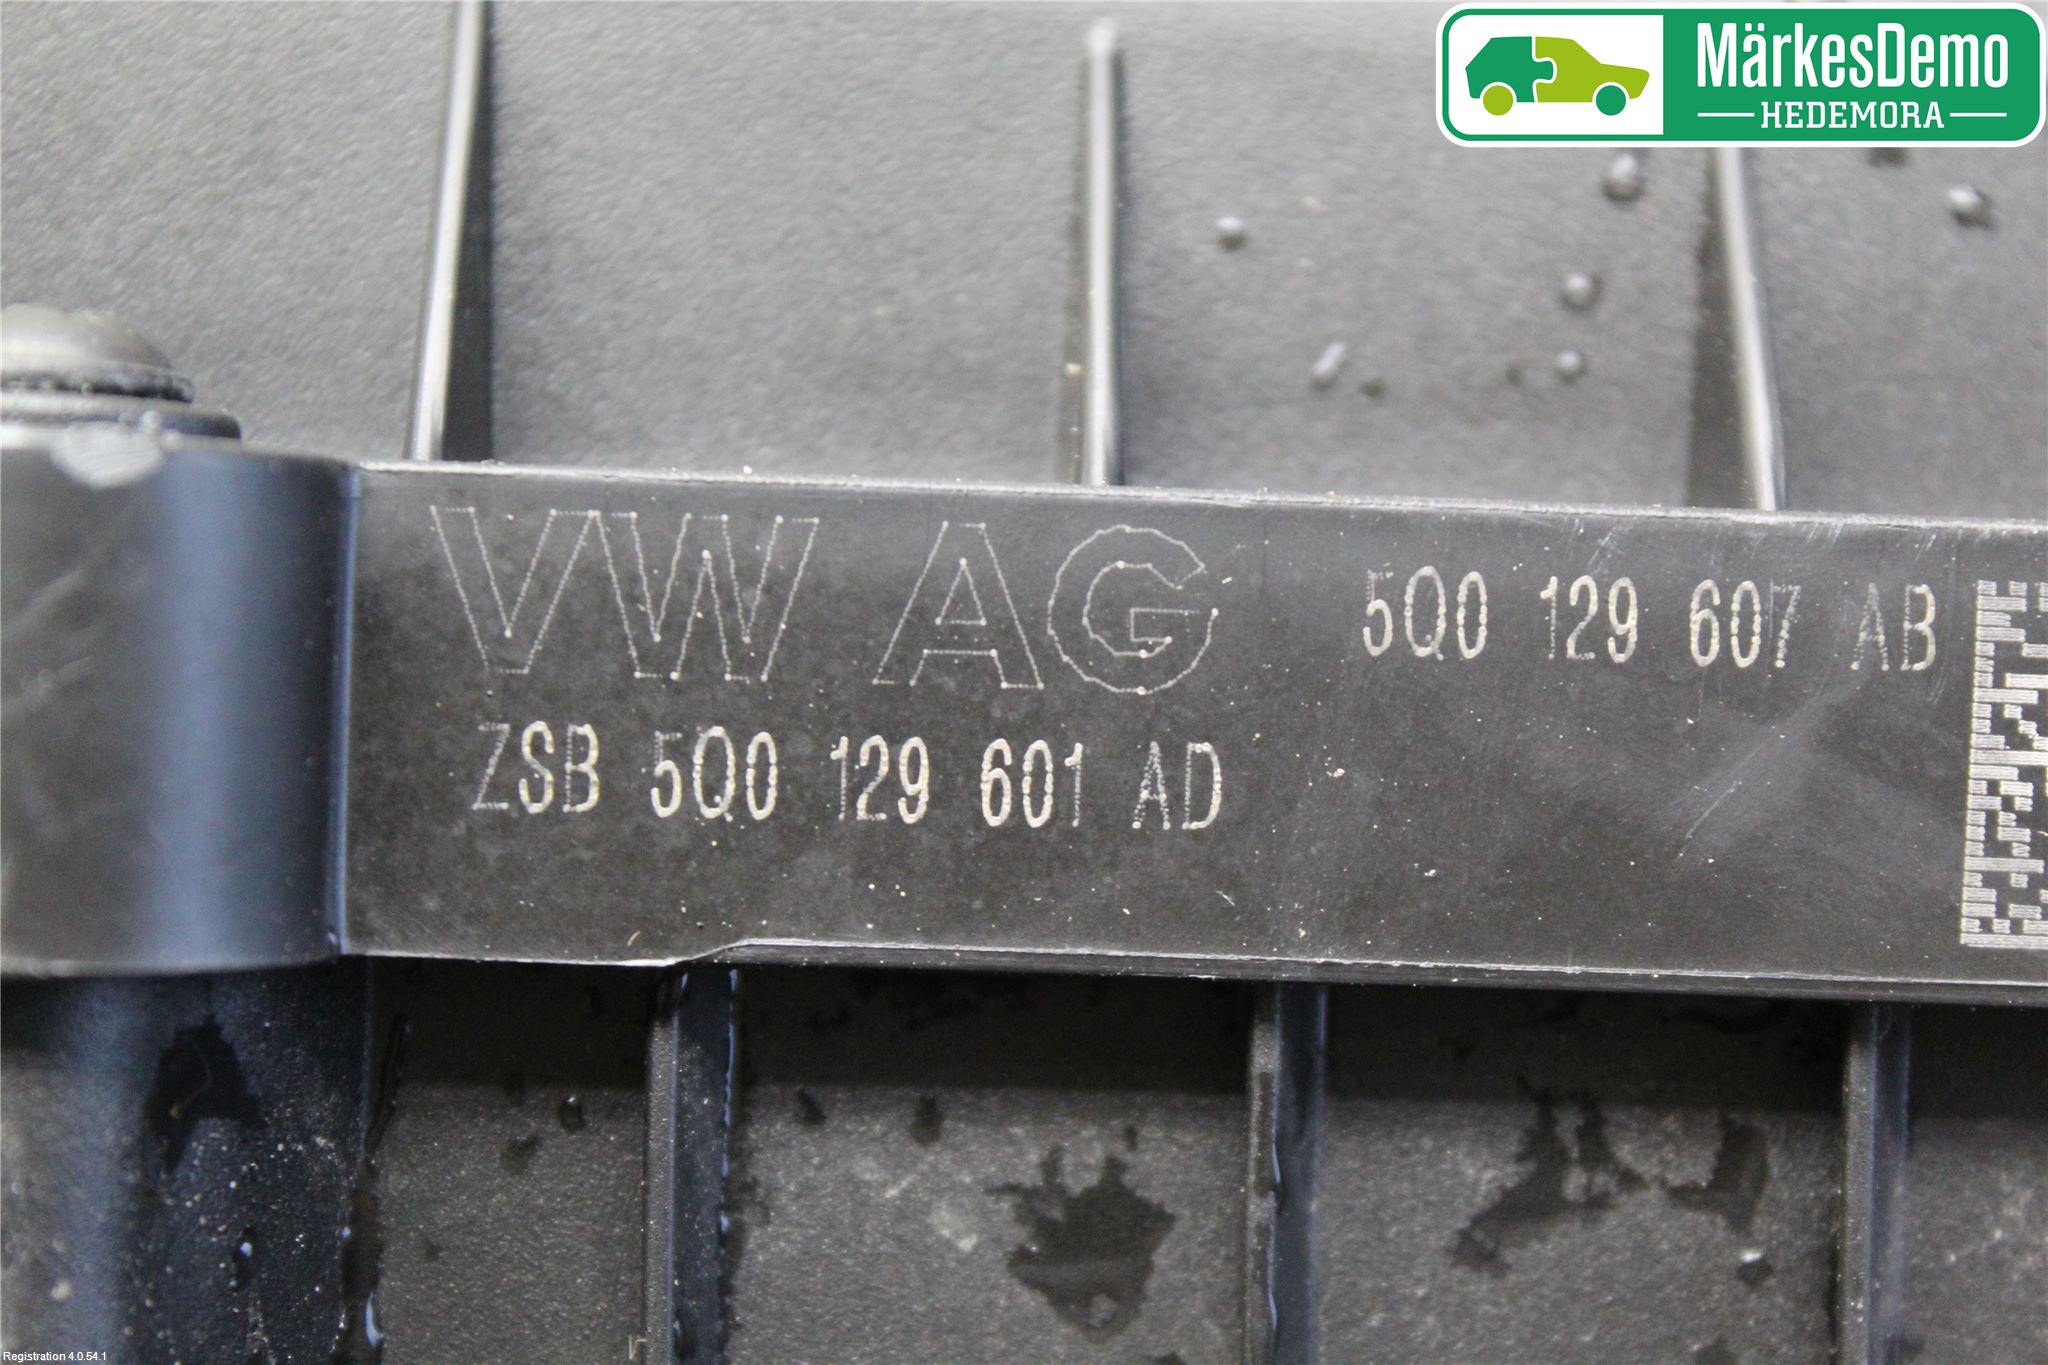 MärkesDemo
HEDEMORA
VW AG 5Q0 129 607 AB
ZSB 5Q0 129 601 AD
Registration 4.0.54.1